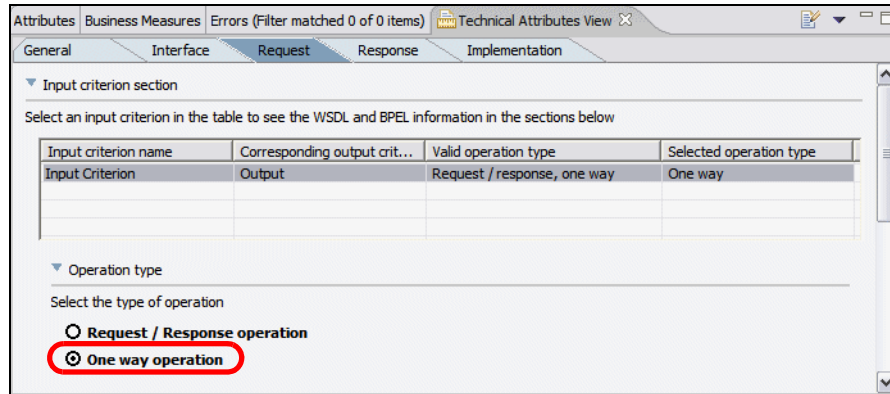 Attributes Business Measures Errors (Filter matched 0 of 0 items) Technical Attributes View
General Interface Request Response Implementation
Input criterion section
Select an input criterion in the table to see the WSDL and BPEL information in the sections below
Input criterion name Corresponding output crit... Valid operation type Selected operation type
Input Criterion Output Request / response, one way One way
Operation type
Select the type of operation
Request / Response operation
One way operation